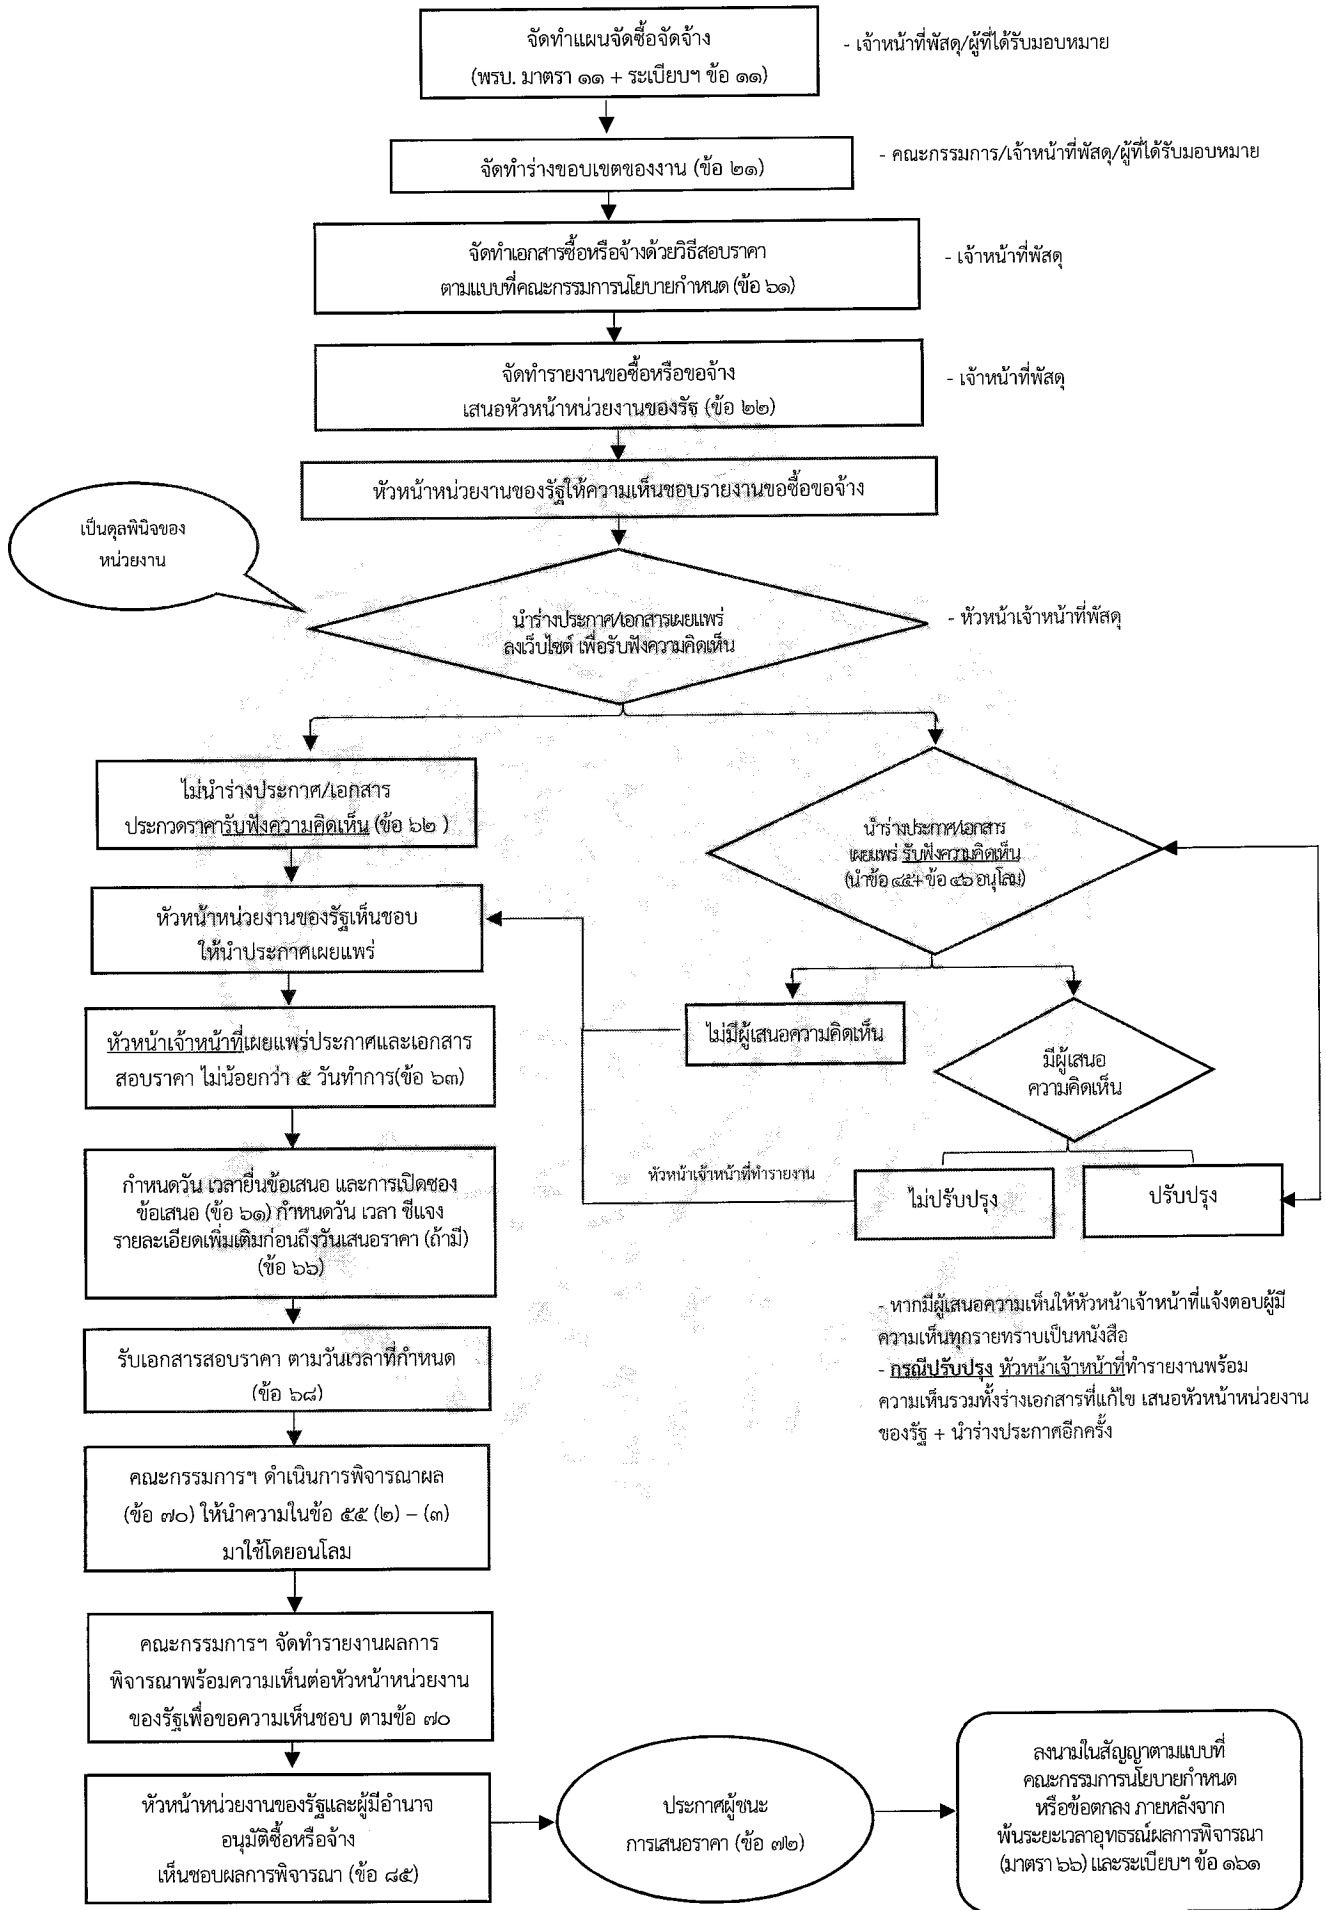 จัดทำแผนจัดซื้อจัดจ้าง
(พรบ. มาตรา ๑๑ + ระเบียบฯ ข้อ ๑๑)
- เจ้าหน้าที่พัสดุ/ผู้ที่ได้รับมอบหมาย
จัดทำร่างขอบเขตของงาน (ข้อ ๒๑)
- คณะกรรมการ/เจ้าหน้าที่พัสดุ/ผู้ที่ได้รับมอบหมาย
จัดทำเอกสารซื้อหรือจ้างด้วยวิธีสอบราคา
ตามแบบที่คณะกรรมการนโยบายกำหนด (ข้อ ๖๑)
- เจ้าหน้าที่พัสดุ
จัดทำรายงานขอซื้อหรือขอจ้าง
เสนอหัวหน้าหน่วยงานของรัฐ (ข้อ ๒๒)
- เจ้าหน้าที่พัสดุ
หัวหน้าหน่วยงานของรัฐให้ความเห็นชอบรายงานขอซื้อขอจ้าง
เป็นดุลพินิจของ
หน่วยงาน
นำร่างประกาศ/เอกสารเผยแพร่
ลงเว็บไซต์ เพื่อรับฟังความคิดเห็น
- หัวหน้าเจ้าหน้าที่พัสดุ
ไม่นำร่างประกาศ/เอกสาร
ประกวดราคารับฟังความคิดเห็น (ข้อ ๖๒ )
นำร่างประกาศ/เอกสาร
เผยแพร่ รับฟังความคิดเห็น
(นำข้อ ๔๕+ ข้อ ๔๖ อนุโลม)
หัวหน้าหน่วยงานของรัฐเห็นชอบ
ให้นำประกาศเผยแพร่
หัวหน้าเจ้าหน้าที่เผยแพร่ประกาศและเอกสาร
สอบราคา ไม่น้อยกว่า ๕ วันทำการ(ข้อ ๖๓)
ไม่มีผู้เสนอความคิดเห็น
มีผู้เสนอ
ความคิดเห็น
กำหนดวัน เวลายื่นข้อเสนอ และการเปิดซอง
ข้อเสนอ (ข้อ ๖๑) กำหนดวัน เวลา ชี้แจง
รายละเอียดเพิ่มเติมก่อนถึงวันเสนอราคา (ถ้ามี)
(ข้อ ๖๖)
หัวหน้าเจ้าหน้าที่ทำรายงาน
ไม่ปรับปรุง
ปรับปรุง
- หากมีผู้เสนอความเห็นให้หัวหน้าเจ้าหน้าที่แจ้งตอบผู้มี
ความเห็นทุกรายทราบเป็นหนังสือ
- กรณีปรับปรุง หัวหน้าเจ้าหน้าที่ทำรายงานพร้อม
ความเห็นรวมทั้งร่างเอกสารที่แก้ไข เสนอหัวหน้าหน่วยงาน
ของรัฐ + นำร่างประกาศอีกครั้ง
รับเอกสารสอบราคา ตามวันเวลาที่กำหนด
(ข้อ ๖๘)
คณะกรรมการฯ ดำเนินการพิจารณาผล
(ข้อ ๗๐) ให้นำความในข้อ ๕๕ (๒) – (๓)
มาใช้โดยอนโลม
คณะกรรมการฯ จัดทำรายงานผลการ
พิจารณาพร้อมความเห็นต่อหัวหน้าหน่วยงาน
ของรัฐเพื่อขอความเห็นชอบ ตามข้อ ๗๐
หัวหน้าหน่วยงานของรัฐและผู้มีอำนาจ
อนุมัติซื้อหรือจ้าง
เห็นชอบผลการพิจารณา (ข้อ ๘๕)
ประกาศผู้ชนะ
การเสนอราคา (ข้อ ๗๒)
ลงนามในสัญญาตามแบบที่
คณะกรรมการนโยบายกำหนด
หรือข้อตกลง ภายหลังจาก
พ้นระยะเวลาอุทธรณ์ผลการพิจารณา
(มาตรา ๖๖) และระเบียบฯ ข้อ ๑๖๑